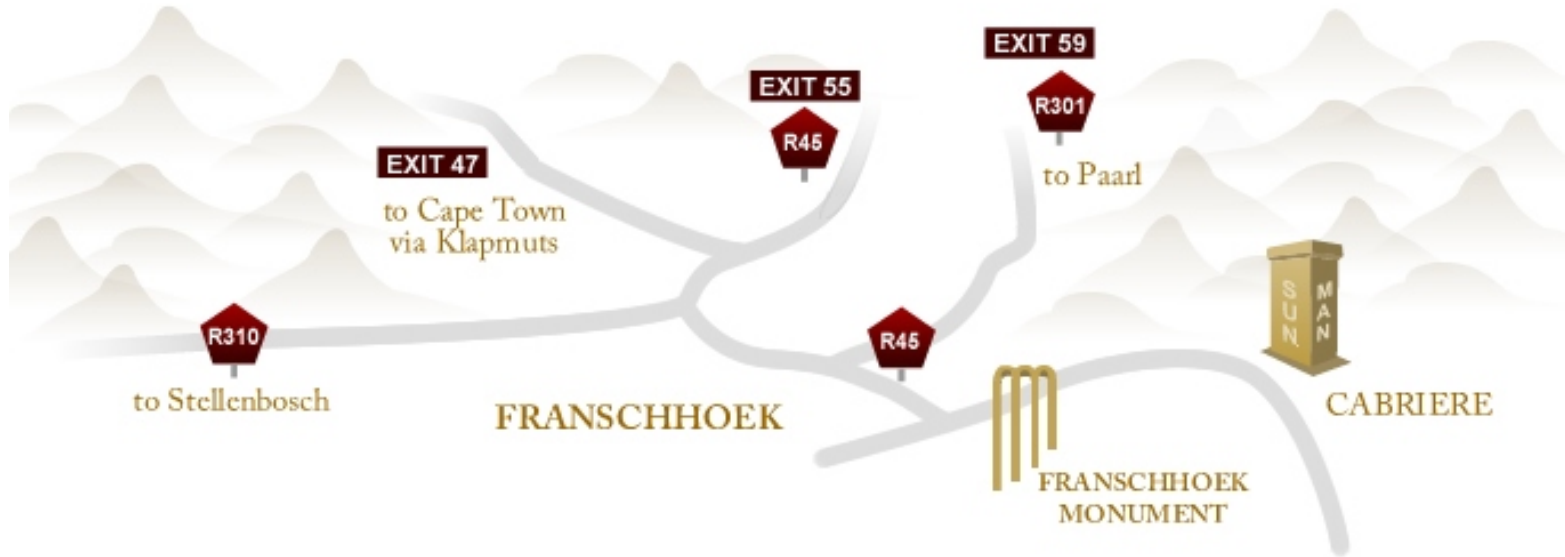 EXIT 59
EXIT 55
R301
R45
EXIT 47
to Paarl
to Cape Town
via Klapmuts
SUN
MAN
R310
R45
to Stellenbosch
FRANSCHHOEK
CABRIERE
FRANSCHHOEK
MONUMENT